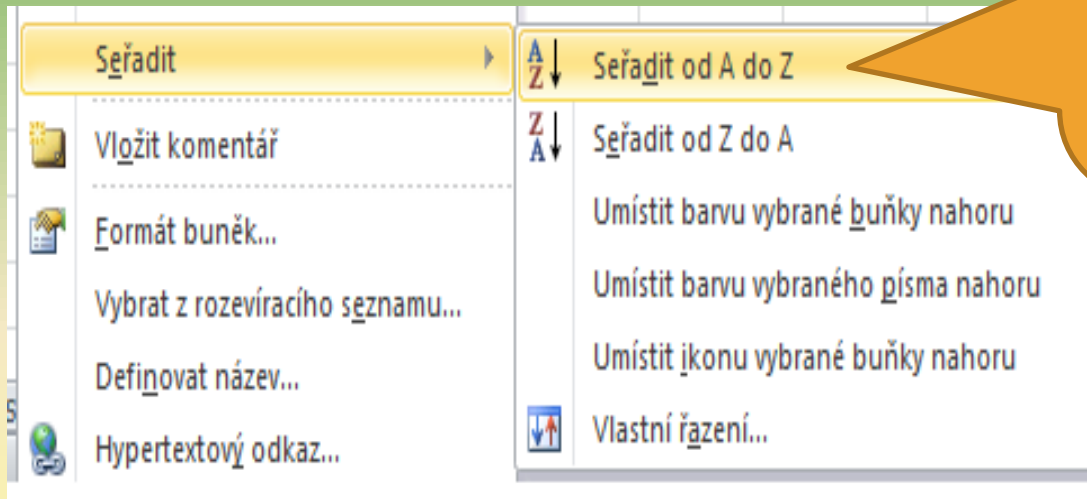 Seřadit
Vložit komentář
Formát buněk...
Vybrat z rozevíracího seznamu...
Definovat název...
Hypertextový odkaz...
Seřadit od A do Z
Seřadit od Z do A
Umístit barvu vybrané buňky nahoru
Umístit barvu vybraného písma nahoru
Umístit ikonu vybrané buňky nahoru
Vlastní řazení...